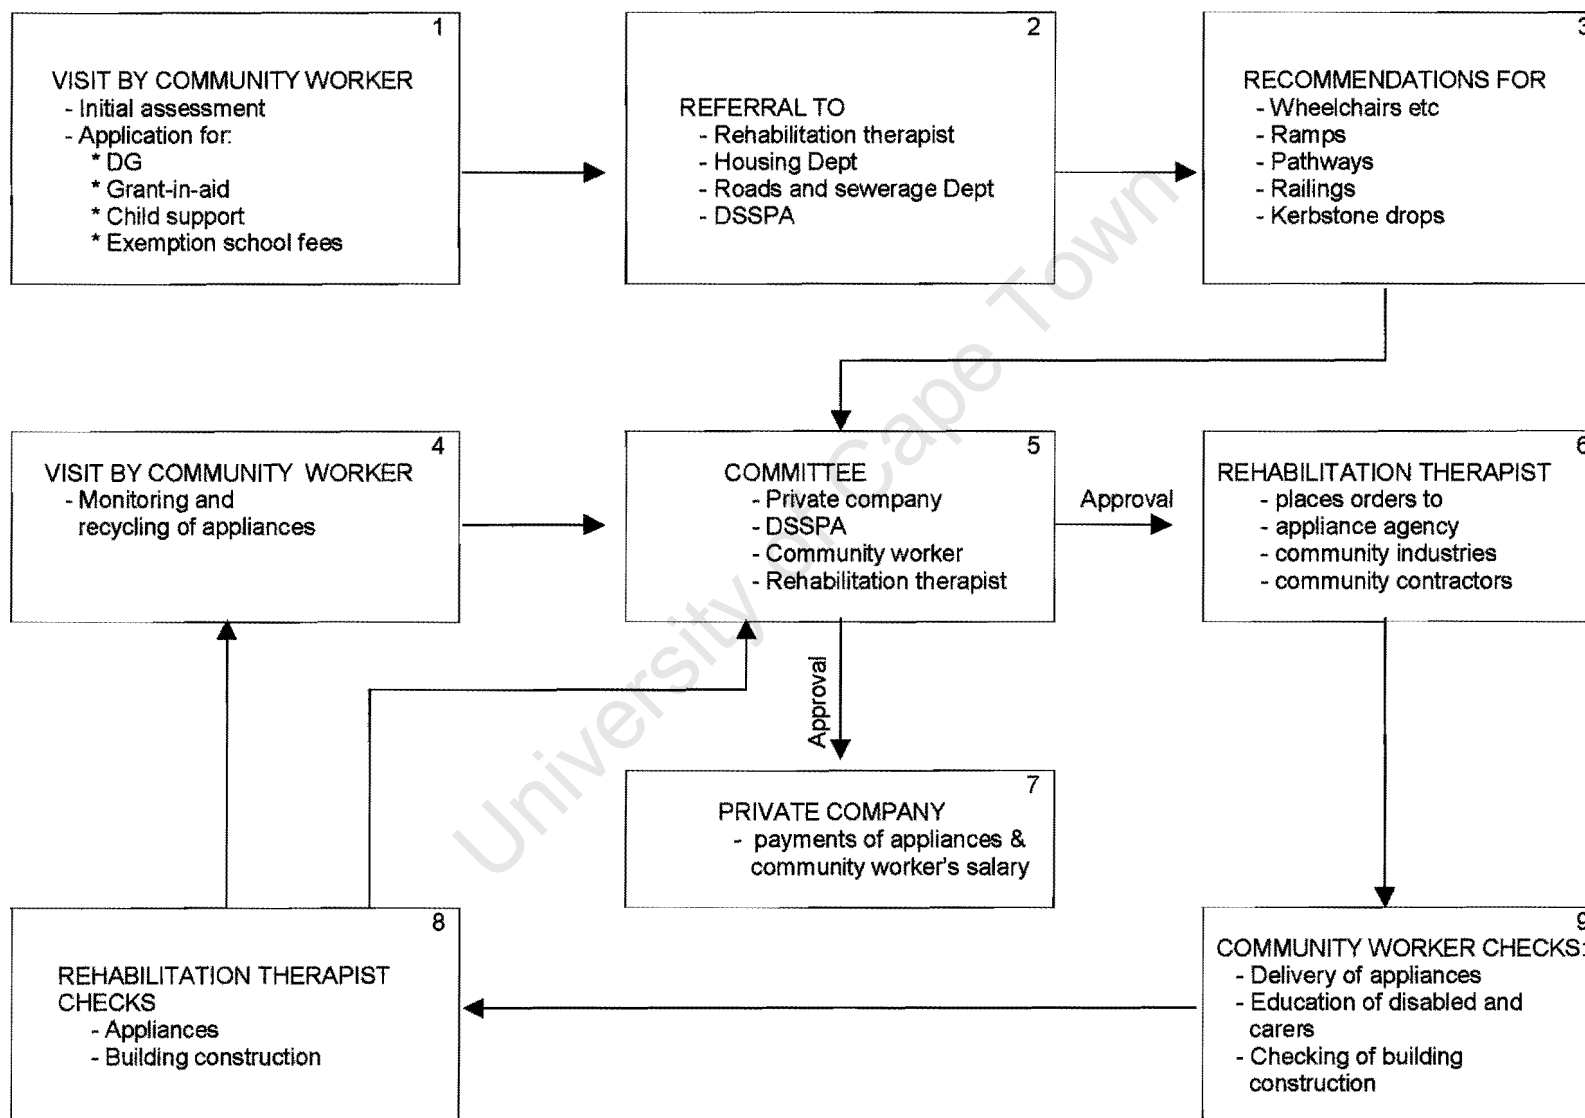 1
VISIT BY COMMUNITY WORKER
- Initial assessment
- Application for:
* DG
* Grant-in-aid
* Child support
* Exemption school fees
2
REFERRAL TO
- Rehabilitation therapist
- Housing Dept
- Roads and sewerage Dept
- DSSPA
3
RECOMMENDATIONS FOR
- Wheelchairs etc
- Ramps
- Pathways
- Railings
- Kerbstone drops
4
VISIT BY COMMUNITY WORKER
- Monitoring and
recycling of appliances
5
COMMITTEE
- Private company
- DSSPA
- Community worker
- Rehabilitation therapist
Approval
6
REHABILITATION THERAPIST
- places orders to
- appliance agency
- community industries
- community contractors
Approval
7
PRIVATE COMPANY
- payments of appliances &
community worker's salary
8
REHABILITATION THERAPIST
CHECKS
- Appliances
- Building construction
9
COMMUNITY WORKER CHECKS:
- Delivery of appliances
- Education of disabled and
carers
- Checking of building
construction
University of Cape Town